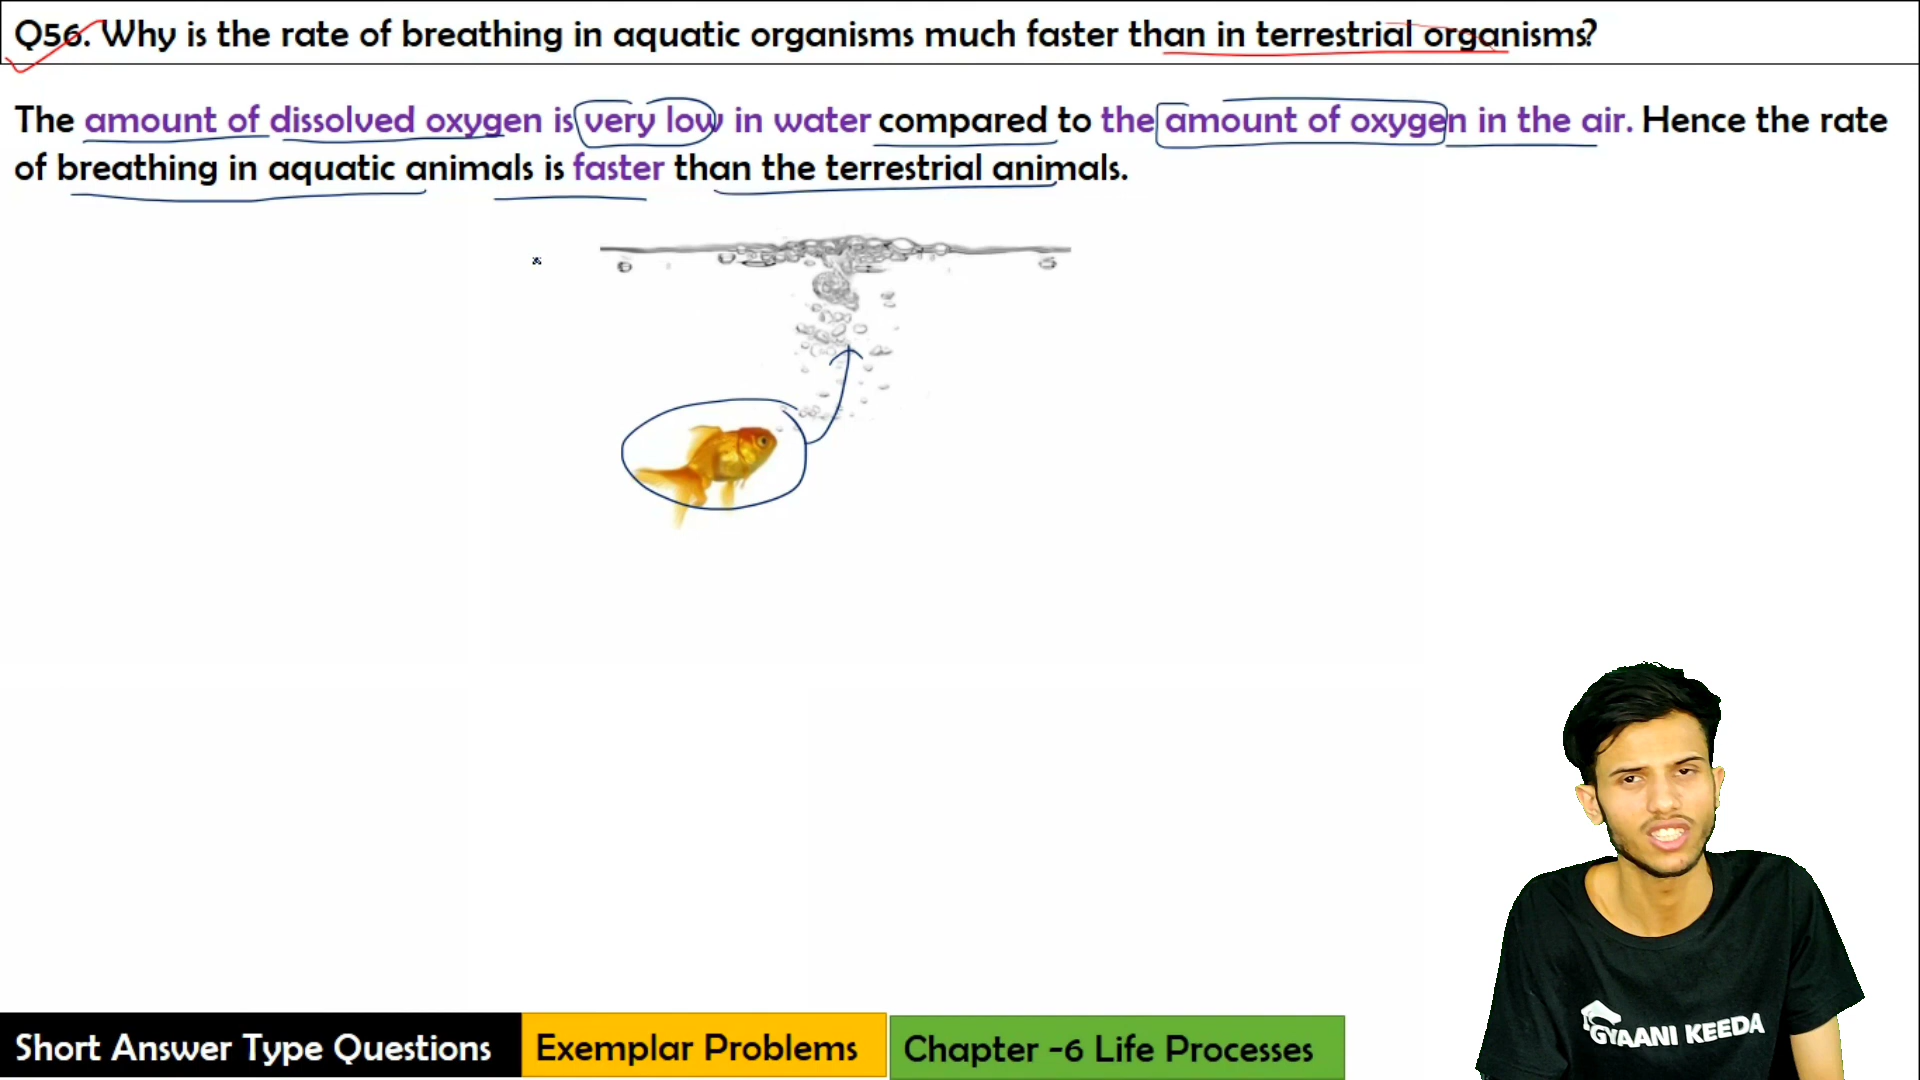 Q56. Why is the rate of breathing in aquatic organisms much faster than in terrestrial organisms?
The amount of dissolved oxygen is very low in water compared to the amount of oxygen in the air. Hence the rate
of breathing in aquatic animals is faster than the terrestrial animals.
GYAANI KEEDA
Short Answer Type Questions
Exemplar Problems
Chapter -6 Life Processes